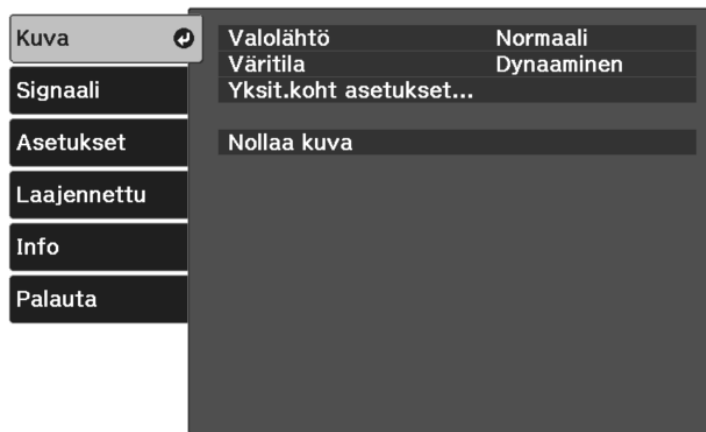 Kuva
Signaali
Asetukset
Laajennettu
Info
Palauta
Valolähtö Normaali
Väritila Dynaaminen
Yksit.koht asetukset...
Nollaa kuva